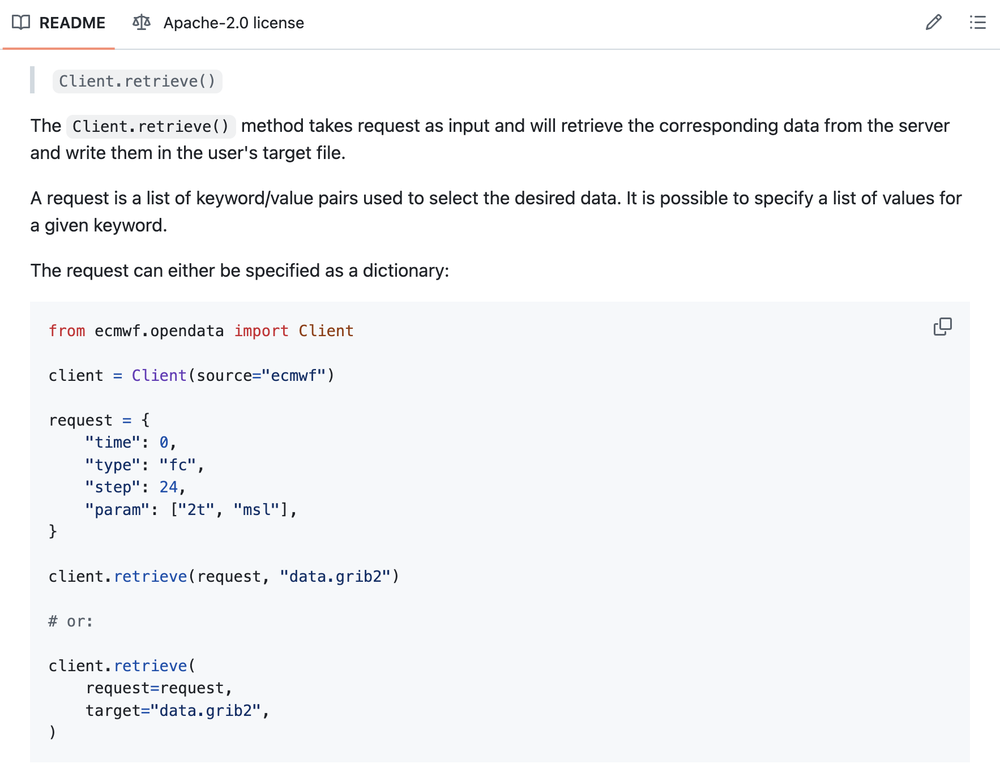 README
Apache-2.0 license
Client.retrieve()
The Client.retrieve() method takes request as input and will retrieve the corresponding data from the server
and write them in the user's target file.
A request is a list of keyword/value pairs used to select the desired data. It is possible to specify a list of values for
a given keyword.
The request can either be specified as a dictionary:
from ecmwf.opendata import Client
client = Client(source="ecmwf")
request = {
    "time": 0,
    "type": "fc",
    "step": 24,
    "param": ["2t", "msl"],
}
client.retrieve(request, "data.grib2")
# or:
client.retrieve(
    request=request,
    target="data.grib2",
)